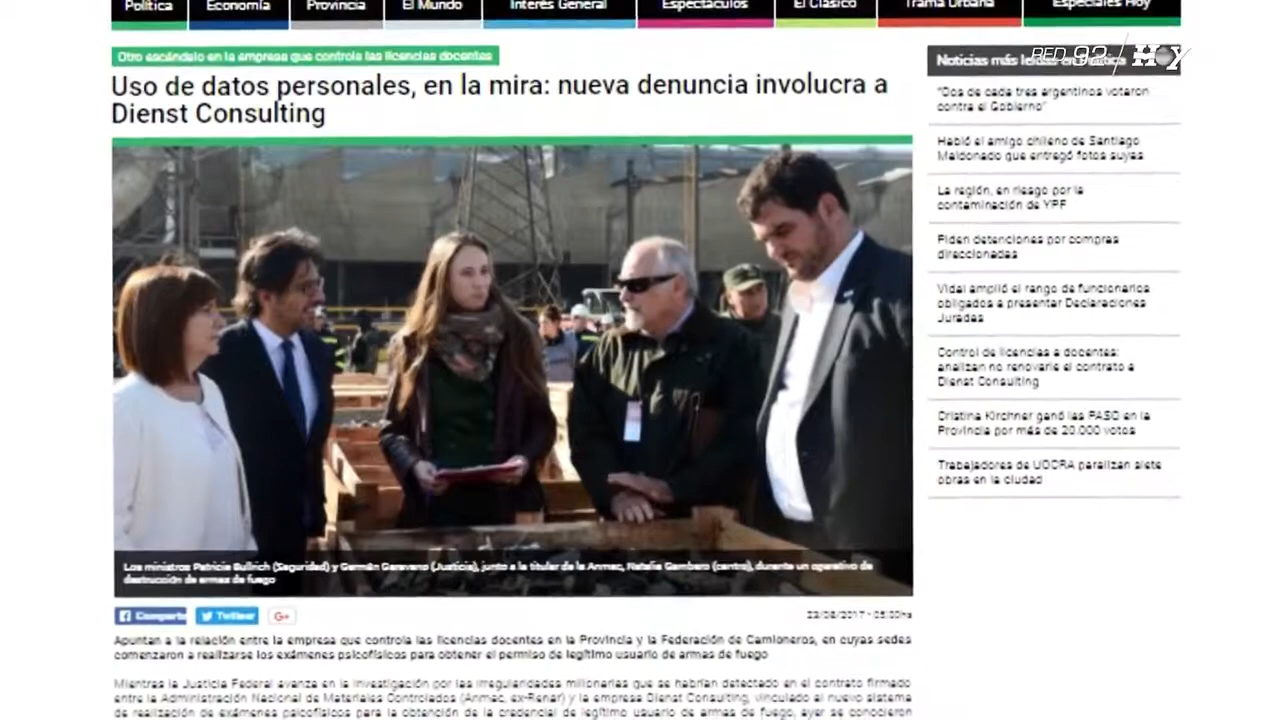 Política
Economía
Provincia
El Mundo
Interés General
Espectáculos
El Clásico
Trama Urbana
Especiales Hoy
Otro escándalo en la empresa que controla las licencias docentes
Uso de datos personales, en la mira: nueva denuncia involucra a
Dienst Consulting
Los ministros Patricia Bullrich (Seguridad) y Germán Garavano (Justicia), junto a la titular de la Anmac, Natalia Gambaro (centro), durante un operativo de
destrucción de armas de fuego
Compartir
Twittear
G+
23/08/2017 - 05:00hs
Apuntan a la relación entre la empresa que controla las licencias docentes en la Provincia y la Federación de Camioneros, en cuyas sedes
comenzaron a realizarse los exámenes psicofísicos para obtener el permiso de legítimo usuario de armas de fuego
Mientras la Justicia Federal avanza en la investigación por las irregularidades millonarias que se habrían detectado en el contrato firmado
entre la Administración Nacional de Materiales Controlados (Anmac, ex-Renar) y la empresa Dienst Consulting, vinculado al nuevo sistema
de realización de exámenes psicofísicos para la obtención de la credencial de legítimo usuario de armas de fuego, ayer se conocieron
RED 92 / HOY
Noticias más leídas en Política
"Dos de cada tres argentinos votaron
contra el Gobierno"
Habló el amigo chileno de Santiago
Maldonado que entregó fotos suyas
La región, en riesgo por la
contaminación de YPF
Piden detenciones por compras
direccionadas
Vidal amplió el rango de funcionarios
obligados a presentar Declaraciones
Juradas
Control de licencias a docentes:
analizan no renovarle el contrato a
Dienst Consulting
Cristina Kirchner ganó las PASO en la
Provincia por más de 20.000 votos
Trabajadores de UOCRA paralizan siete
obras en la ciudad